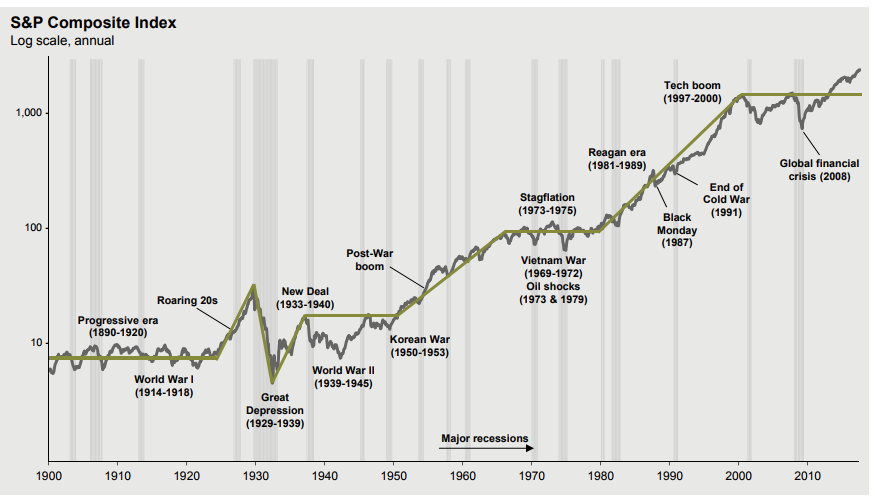 S&P Composite Index
Log scale, annual
1,000
100
10
Tech boom
(1997-2000)
Reagan era
(1981-1989)
Global financial
crisis (2008)
End of
Cold War
(1991)
Black
Monday
(1987)
Stagflation
(1973-1975)
Vietnam War
(1969-1972)
Oil shocks
(1973 & 1979)
Post-War
boom
New Deal
(1933-1940)
Roaring 20s
Progressive era
(1890-1920)
Korean War
(1950-1953)
World War I
(1914-1918)
World War II
(1939-1945)
Great
Depression
(1929-1939)
Major recessions
1900 1910 1920 1930 1940 1950 1960 1970 1980 1990 2000 2010